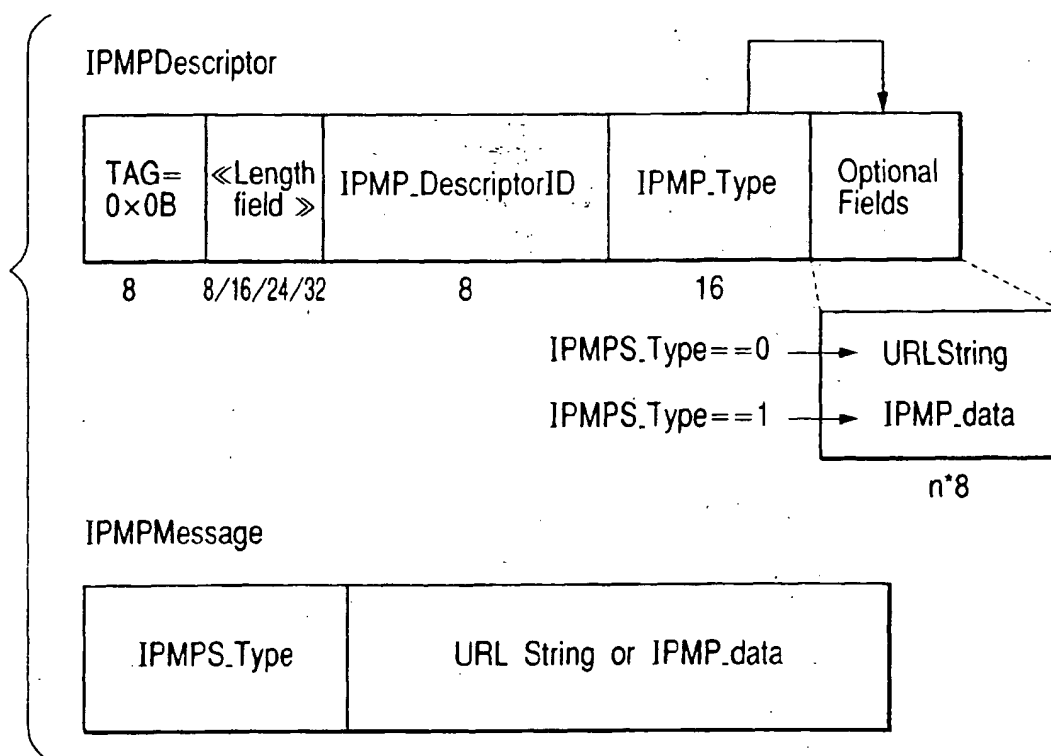 IPMPDescriptor
TAG=
0×0B
≪Length
field ≫
IPMP_DescriptorID
IPMP_Type
Optional
Fields
8
8/16/24/32
8
16
IPMPS_Type==0
URLString
IPMPS_Type==1
IPMP_data
n*8
IPMPMessage
IPMPS_Type
URL String or IPMP_data